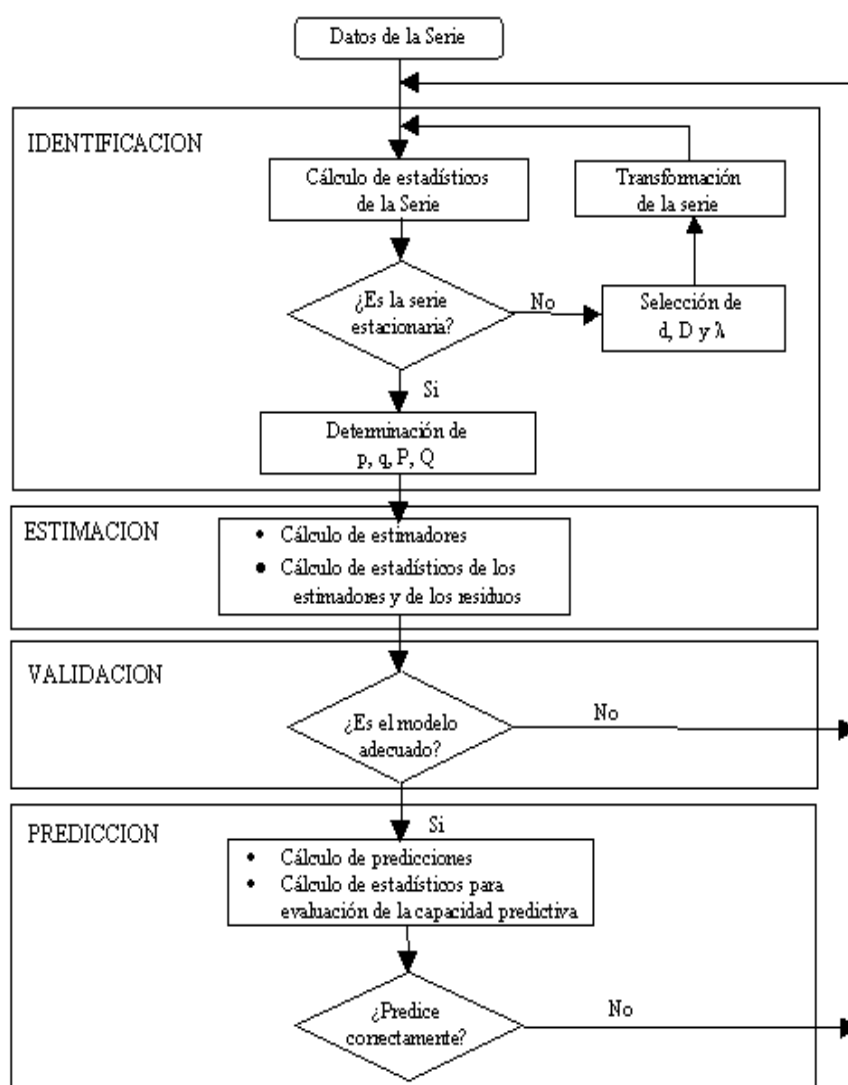 Datos de la Serie
IDENTIFICACION
Cálculo de estadísticos
de la Serie
Transformación
de la serie
¿Es la serie
estacionaria?
No
Selección de
d, D y λ
Si
Determinación de
p, q, P, Q
ESTIMACION
• Cálculo de estimadores
• Cálculo de estadísticos de los
estimadores y de los residuos
VALIDACION
¿Es el modelo
adecuado?
No
Si
PREDICCION
• Cálculo de predicciones
• Cálculo de estadísticos para
evaluación de la capacidad predictiva
¿Predice
correctamente?
No